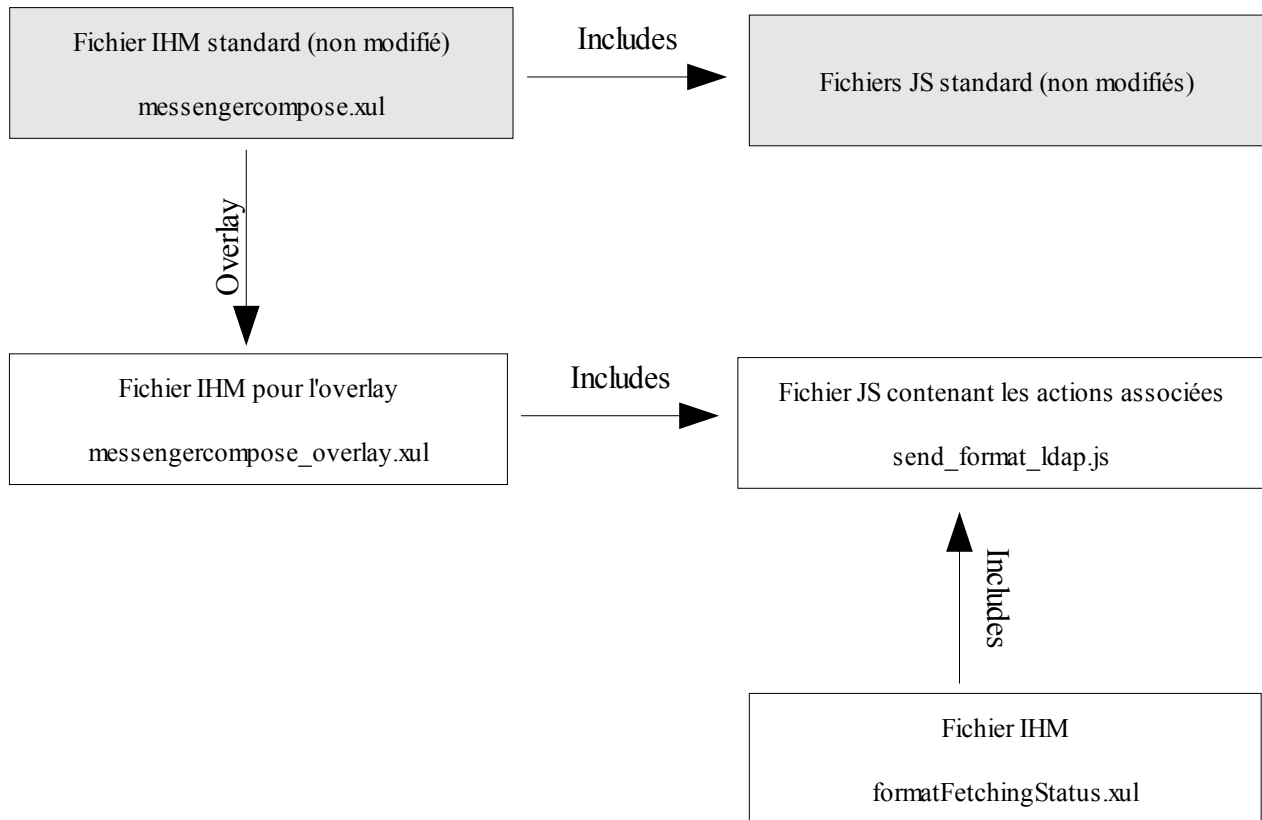 Fichier IHM standard (non modifié)
messengercompose.xul
Includes
Fichiers JS standard (non modifiés)
Overlay
Fichier IHM pour l'overlay
messengercompose_overlay.xul
Includes
Fichier JS contenant les actions associées
send_format_ldap.js
Includes
Fichier IHM
formatFetchingStatus.xul